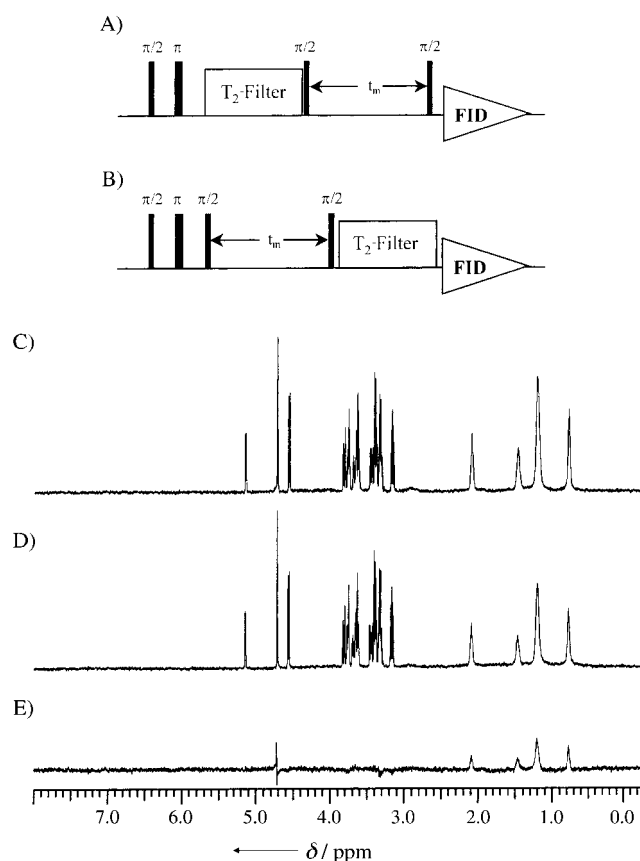 A)
π/2 π π/2 π/2
T₂-Filter tₘ FID
B)
π/2 π π/2 π/2
tₘ T₂-Filter FID
C)
D)
E)
7.0 6.0 5.0 4.0 3.0 2.0 1.0 0.0
δ / ppm